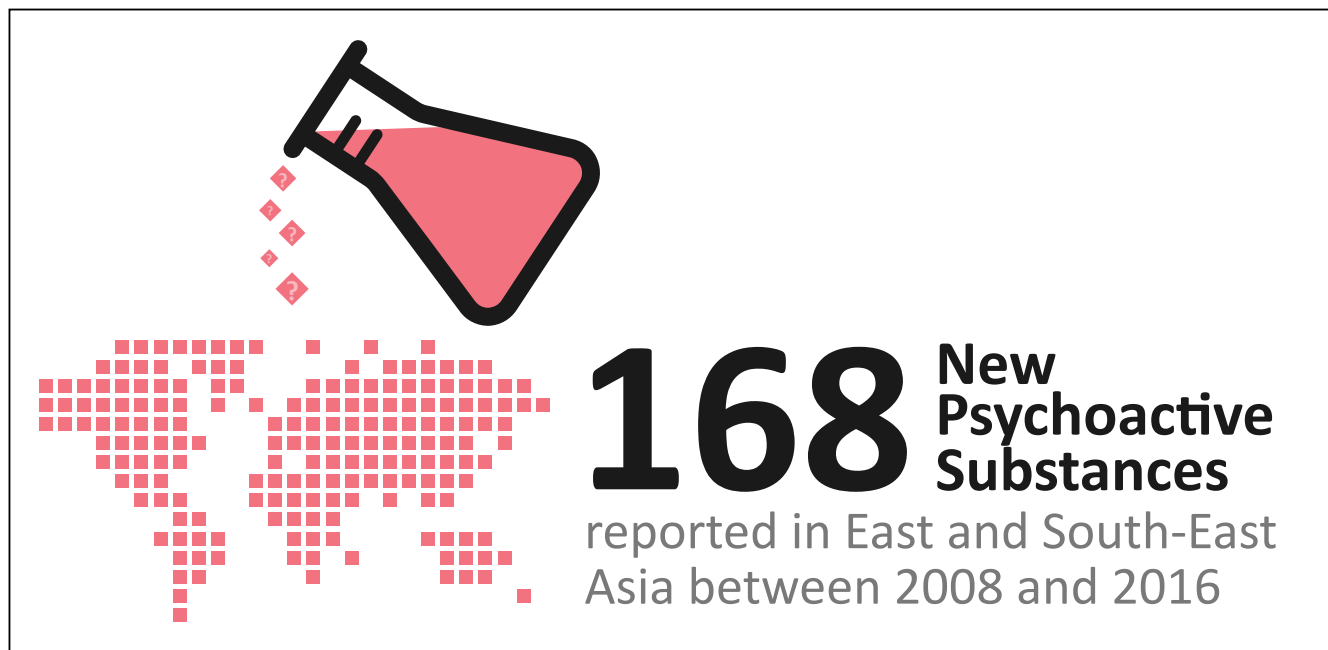 ?
?
?
?
?
168
New
Psychoactive
Substances
reported in East and South-East
Asia between 2008 and 2016